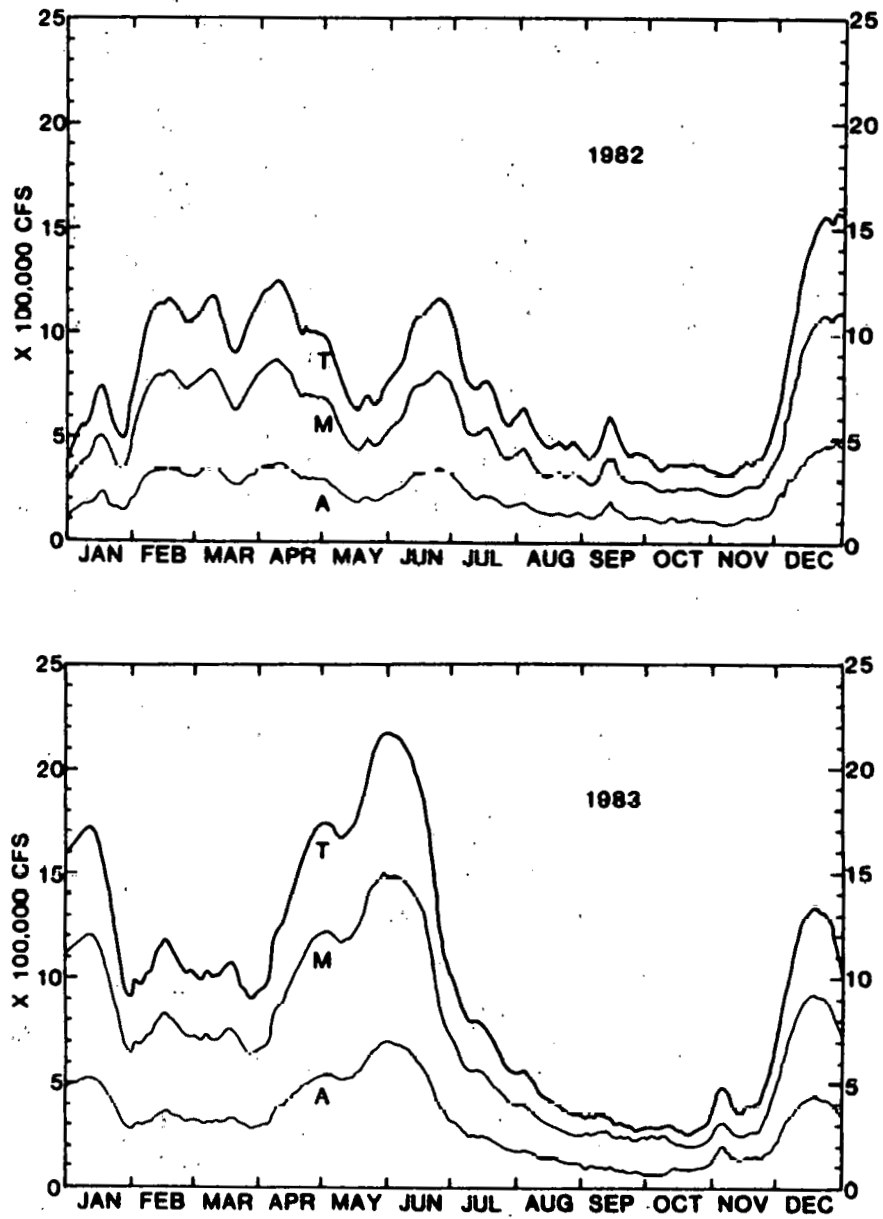 25 25
20 20
1982
15 15
X 100,000 CFS
10 10
T
M
5 5
A
0 0
JAN FEB MAR APR MAY JUN JUL AUG SEP OCT NOV DEC
25 25
20 20
1983
15 15
T
X 100,000 CFS
M
10 10
5 5
A
0 0
JAN FEB MAR APR MAY JUN JUL AUG SEP OCT NOV DEC